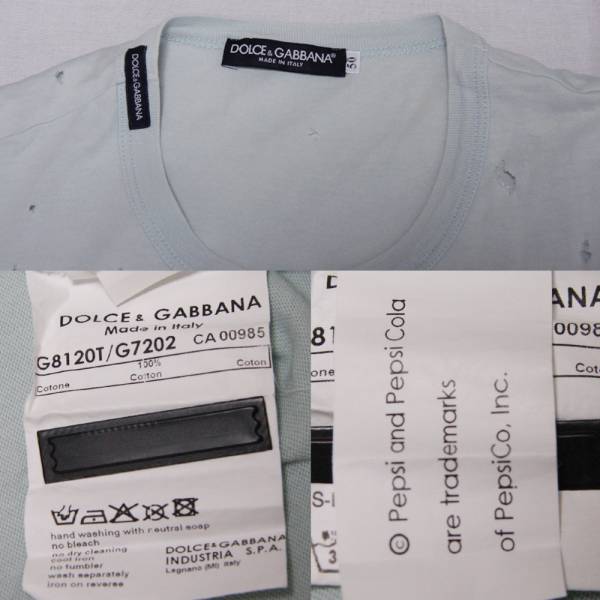 DOLCE & GABBANA
DOLCE & GABBANA®
MADE IN ITALY
50
DOLCE & GABBANA
Made in Italy
G8120T/G7202 CA 00985
100%
Cotone Cotton Coton
hand washing with neutral soap
no bleach
no dry cleaning
cool iron
no tumbler
wash separately
iron on reverse
DOLCE & GABBANA
INDUSTRIA S.P.A.
Legnano (MI) Italy
© Pepsi and Pepsi Cola
are trademarks
of PepsiCo, Inc.
D
ANA
81
0098
one
Cot
S-I
3